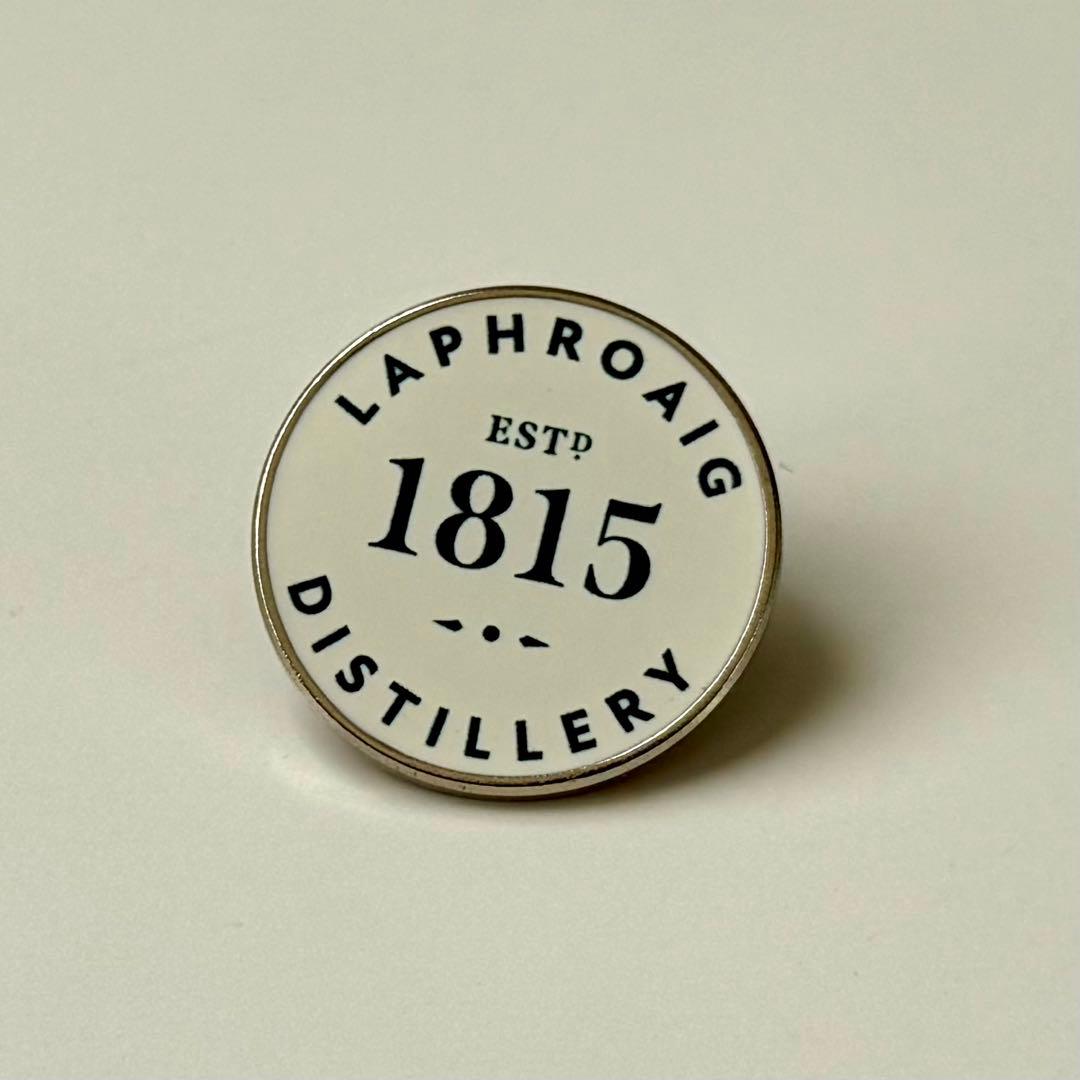 LAPHROAIG
ESTD
1815
DISTILLERY